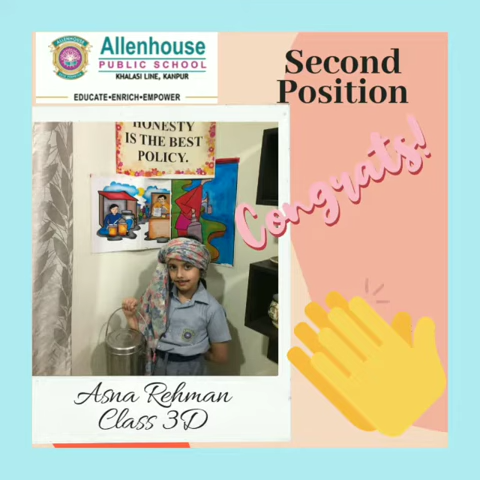 Allenhouse
PUBLIC SCHOOL
KHALASI LINE, KANPUR
EDUCATE•ENRICH•EMPOWER
Second
Position
Congrats!
HONESTY
IS THE BEST
POLICY.
Asna Rehman
Class 3D